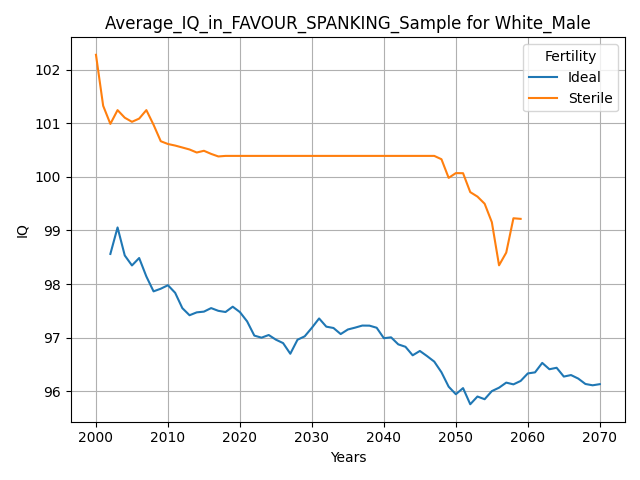 Average_IQ_in_FAVOUR_SPANKING_Sample for White_Male
Fertility
Ideal
Sterile
102
101
100
99
98
97
96
IQ
2000 2010 2020 2030 2040 2050 2060 2070
Years